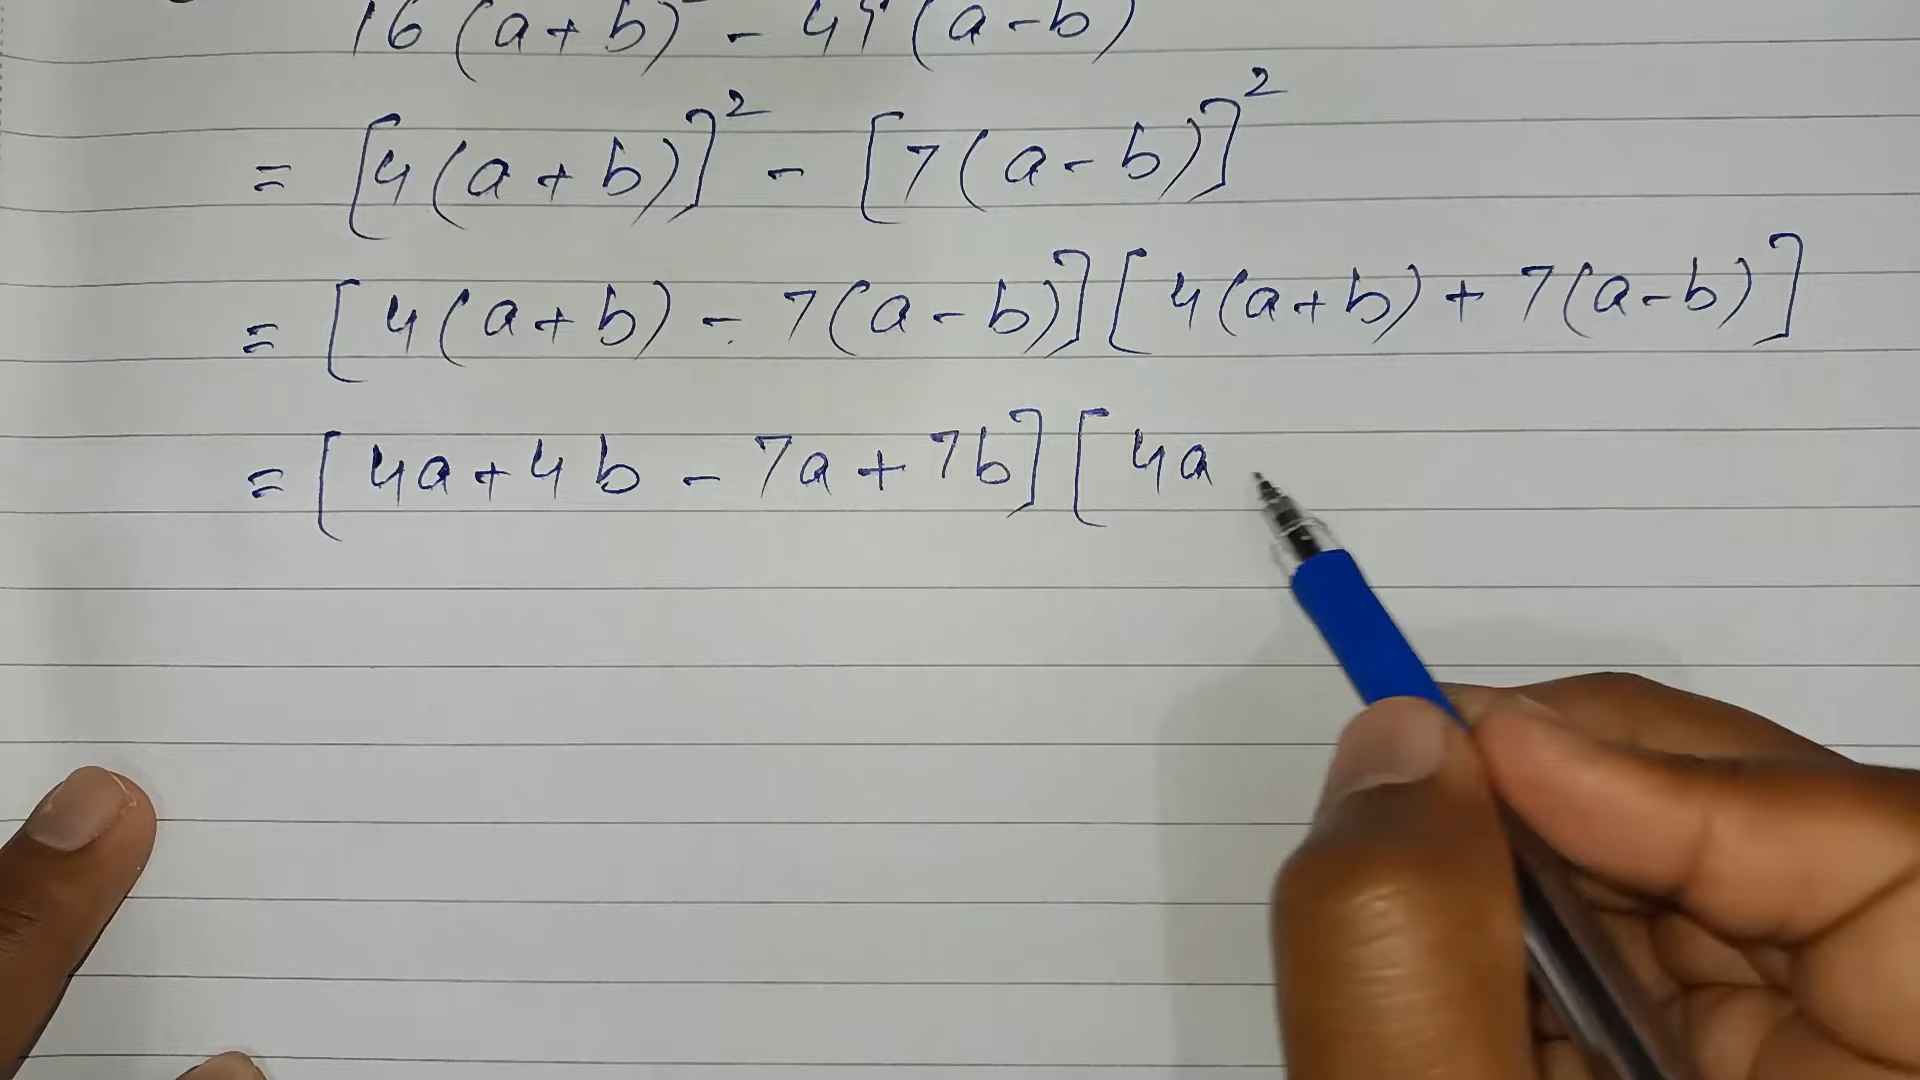 16(a+b) - 49(a-b)
= [4(a+b)]² - [7(a-b)]²
= [4(a+b) - 7(a-b)][4(a+b) + 7(a-b)]
= [4a+4b - 7a+7b][4a